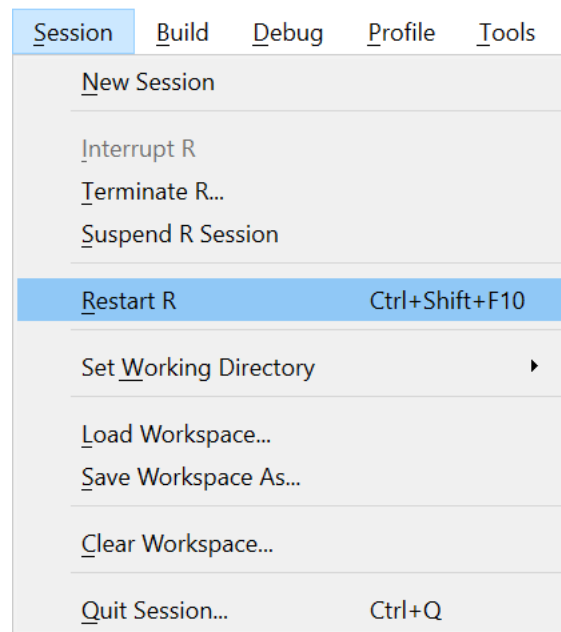 Session Build Debug Profile Tools
New Session
Interrupt R
Terminate R...
Suspend R Session
Restart R Ctrl+Shift+F10
Set Working Directory
Load Workspace...
Save Workspace As...
Clear Workspace...
Quit Session... Ctrl+Q